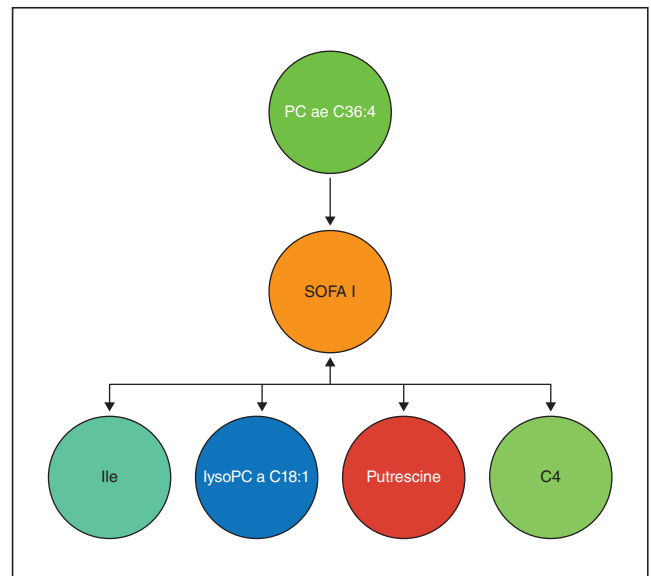 PC ae C36:4
SOFA I
Ile
lysoPC a C18:1
Putrescine
C4